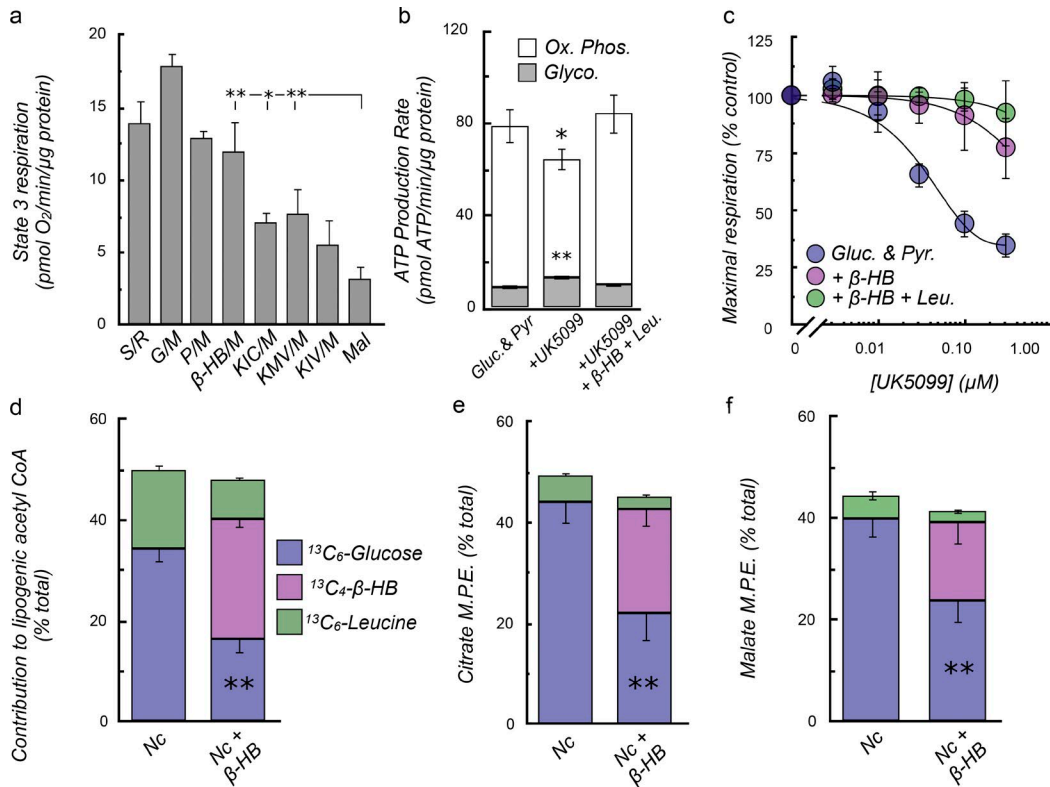 a
State 3 respiration
(pmol O₂/min/µg protein)
20
15
10
5
0
** * **
S/R
G/M
P/M
β-HB/M
KIC/M
KMV/M
KIV/M
Mal
b
ATP Production Rate
(pmol ATP/min/µg protein)
120
80
40
0
Ox. Phos.
Glyco.
*
**
Gluc.& Pyr
+UK5099
+UK5099
+ β-HB + Leu.
c
Maximal respiration (% control)
100
75
50
25
0
Gluc. & Pyr.
+ β-HB
+ β-HB + Leu.
0
0.01
0.10
1.00
[UK5099] (µM)
d
Contribution to lipogenic acetyl CoA
(% total)
60
40
20
0
**
Nc
Nc +
β-HB
¹³C₆-Glucose
¹³C₄-β-HB
¹³C₆-Leucine
e
Citrate M.P.E. (% total)
60
40
20
0
**
Nc
Nc +
β-HB
f
Malate M.P.E. (% total)
60
40
20
0
**
Nc
Nc +
β-HB